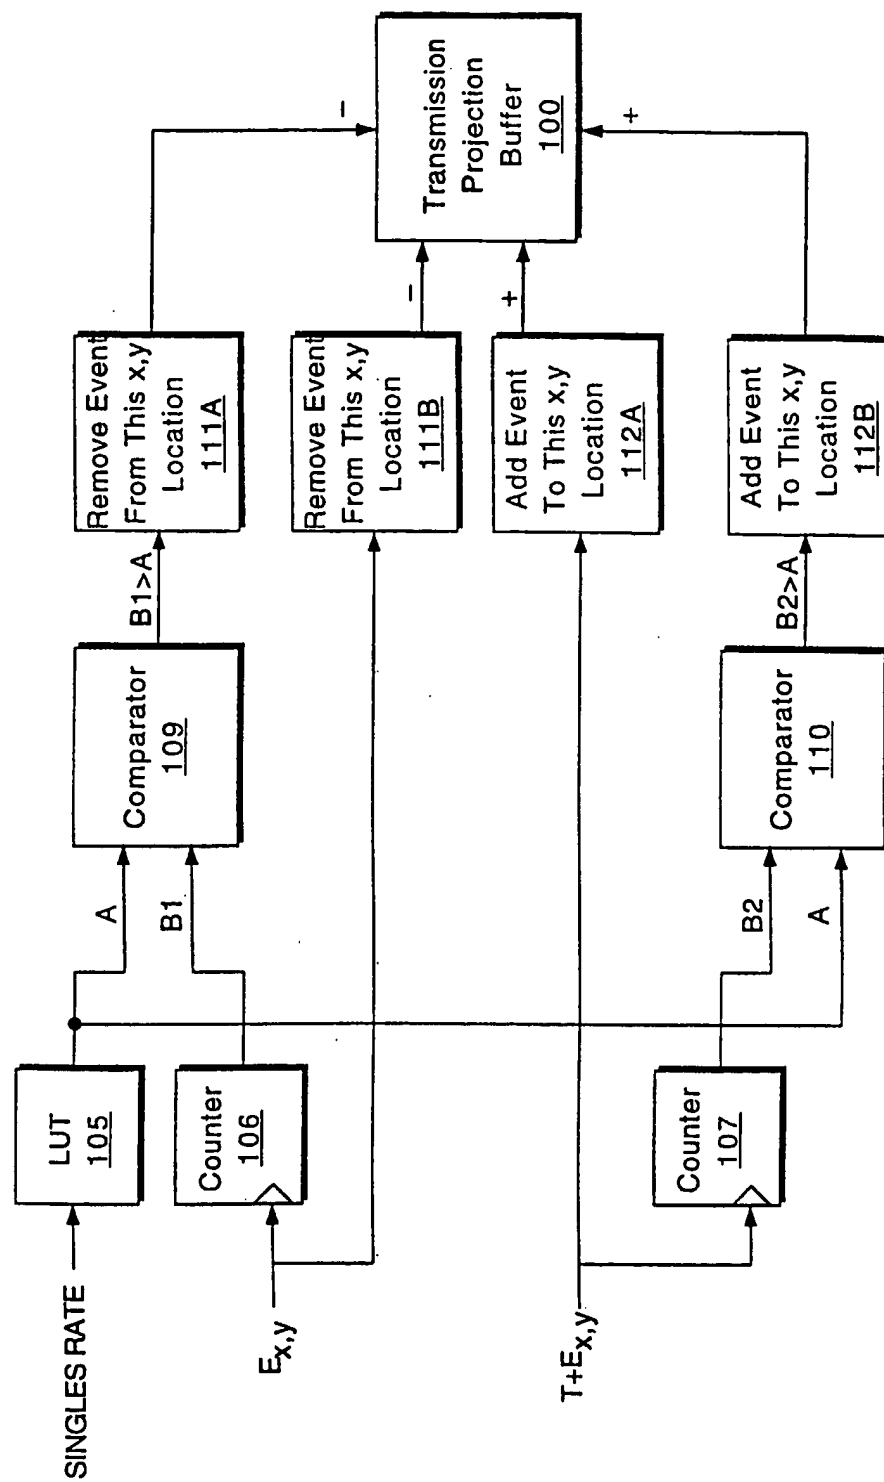 SINGLES RATE
LUT
105
Counter
106
E x,y
T+E x,y
Counter
107
A
B1
B2
A
Comparator
109
Comparator
110
B1>A
B2>A
Remove Event
From This x,y
Location
111A
Remove Event
From This x,y
Location
111B
Add Event
To This x,y
Location
112A
Add Event
To This x,y
Location
112B
−
−
+
+
Transmission
Projection
Buffer
100